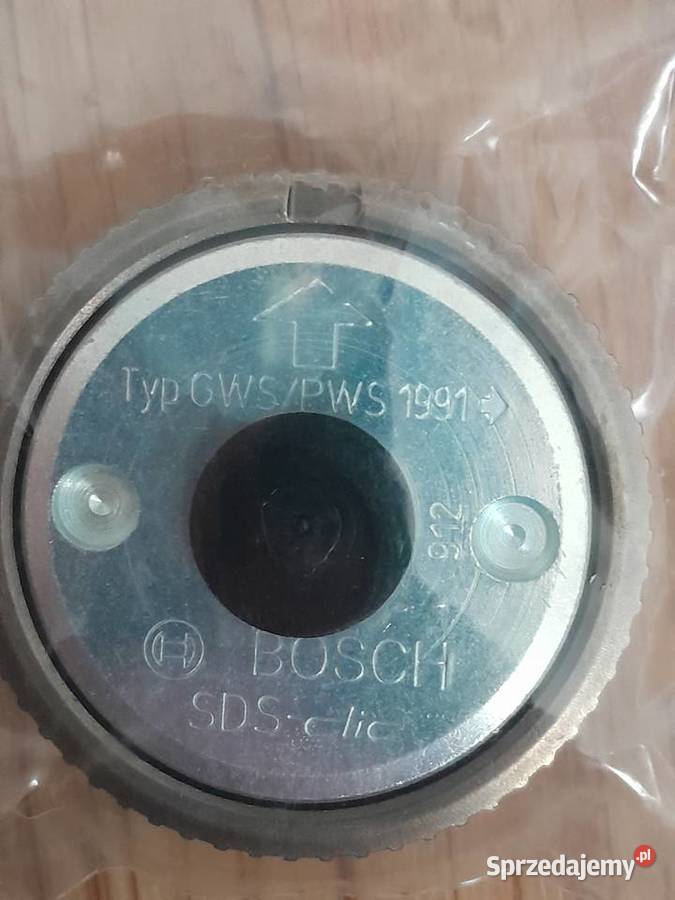 Typ GWS/PWS 1991
912
BOSCH
SDS-clic
Sprzedajemy.pl